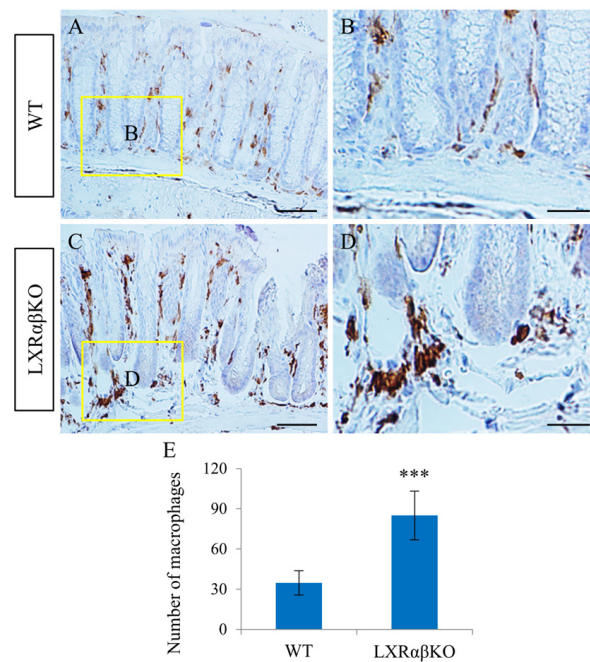 A
B
WT
B
C
D
LXRαβKO
D
E
120
***
90
60
30
0
Number of macrophages
WT
LXRαβKO